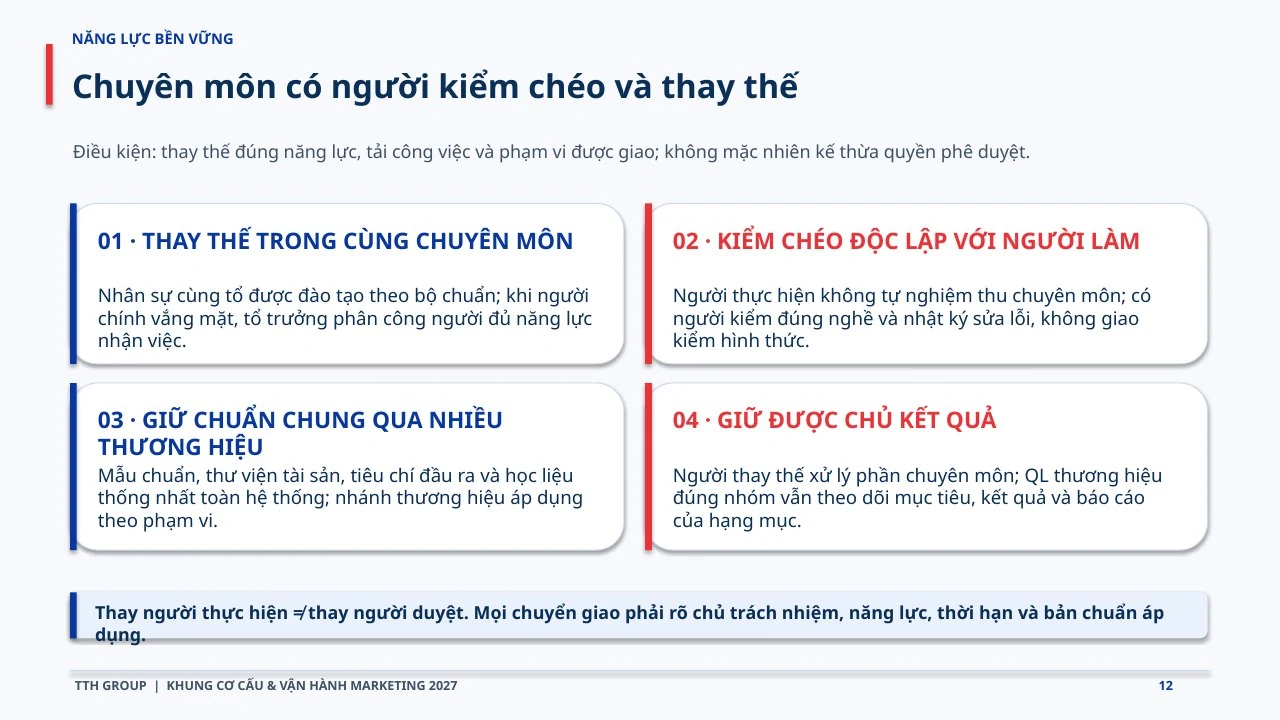 NĂNG LỰC BỀN VỮNG
Chuyên môn có người kiểm chéo và thay thế
Điều kiện: thay thế đúng năng lực, tải công việc và phạm vi được giao; không mặc nhiên kế thừa quyền phê duyệt.
01 · THAY THẾ TRONG CÙNG CHUYÊN MÔN
Nhân sự cùng tổ được đào tạo theo bộ chuẩn; khi người
chính vắng mặt, tổ trưởng phân công người đủ năng lực
nhận việc.
02 · KIỂM CHÉO ĐỘC LẬP VỚI NGƯỜI LÀM
Người thực hiện không tự nghiệm thu chuyên môn; có
người kiểm đúng nghề và nhật ký sửa lỗi, không giao
kiểm hình thức.
03 · GIỮ CHUẨN CHUNG QUA NHIỀU
THƯƠNG HIỆU
Mẫu chuẩn, thư viện tài sản, tiêu chí đầu ra và học liệu
thống nhất toàn hệ thống; nhánh thương hiệu áp dụng
theo phạm vi.
04 · GIỮ ĐƯỢC CHỦ KẾT QUẢ
Người thay thế xử lý phần chuyên môn; QL thương hiệu
đúng nhóm vẫn theo dõi mục tiêu, kết quả và báo cáo
của hạng mục.
Thay người thực hiện ≠ thay người duyệt. Mọi chuyển giao phải rõ chủ trách nhiệm, năng lực, thời hạn và bản chuẩn áp
dụng.
TTH GROUP | KHUNG CƠ CẤU & VẬN HÀNH MARKETING 2027
12